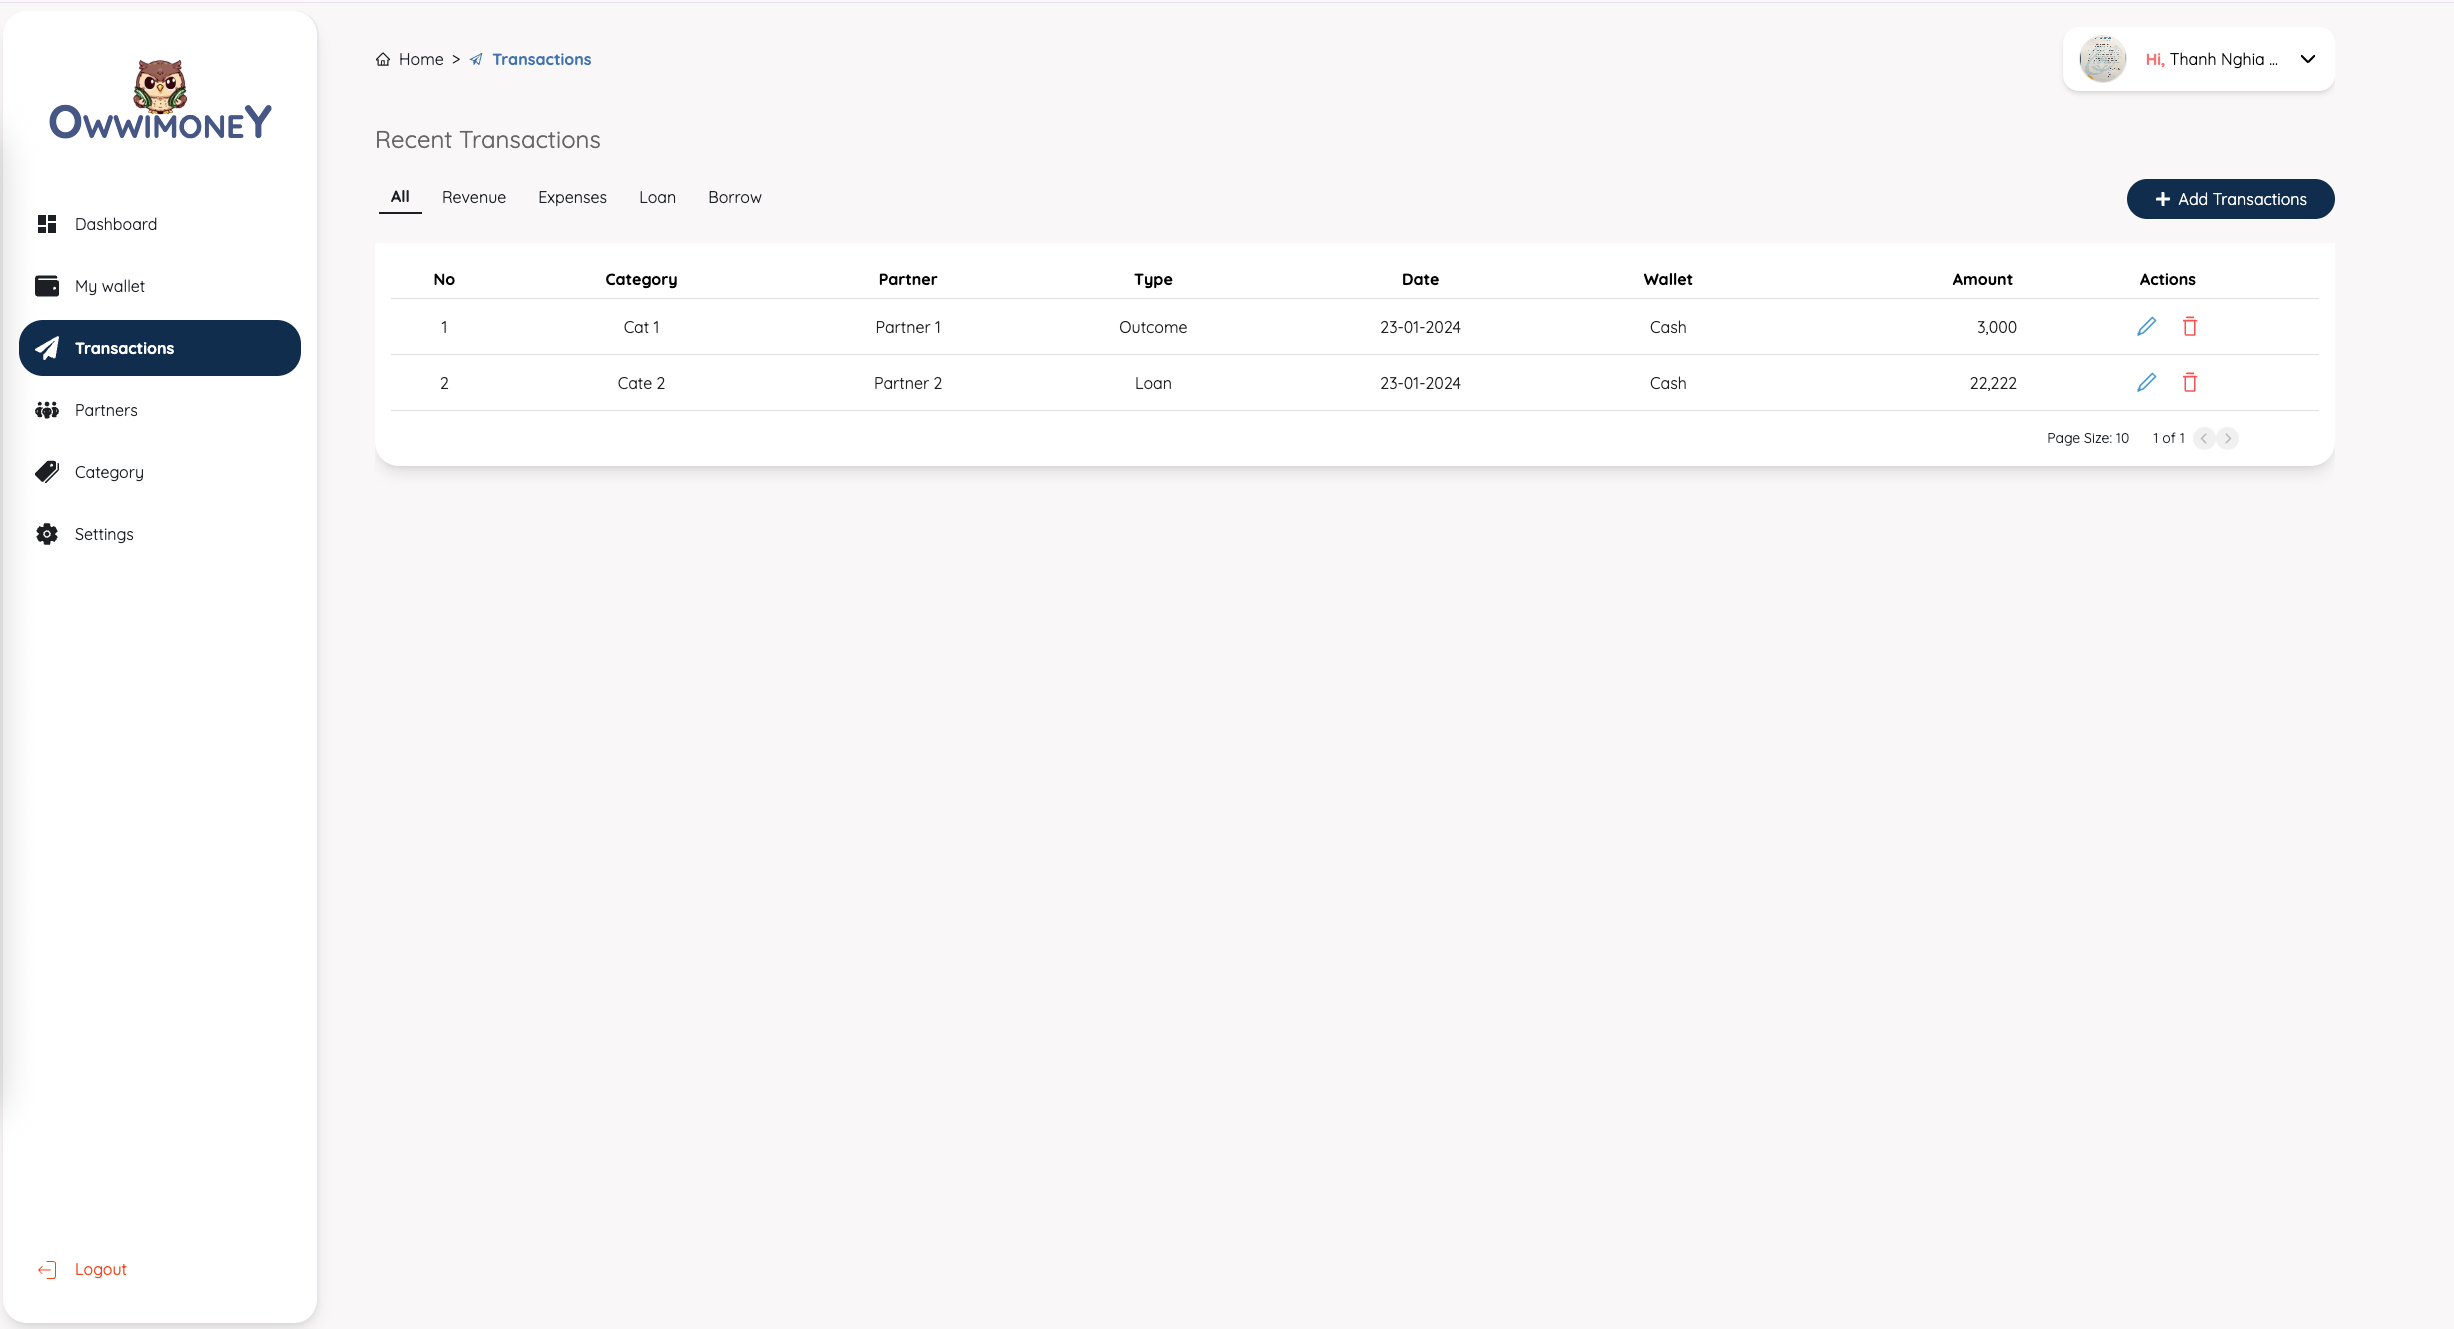 OWWIMONEY
Dashboard
My wallet
Transactions
Partners
Category
Settings
Logout
Home > Transactions
Hi, Thanh Nghia ...
Recent Transactions
All Revenue Expenses Loan Borrow
+ Add Transactions
No Category Partner Type Date Wallet Amount Actions
1 Cat 1 Partner 1 Outcome 23-01-2024 Cash 3,000
2 Cate 2 Partner 2 Loan 23-01-2024 Cash 22,222
Page Size: 10 1 of 1